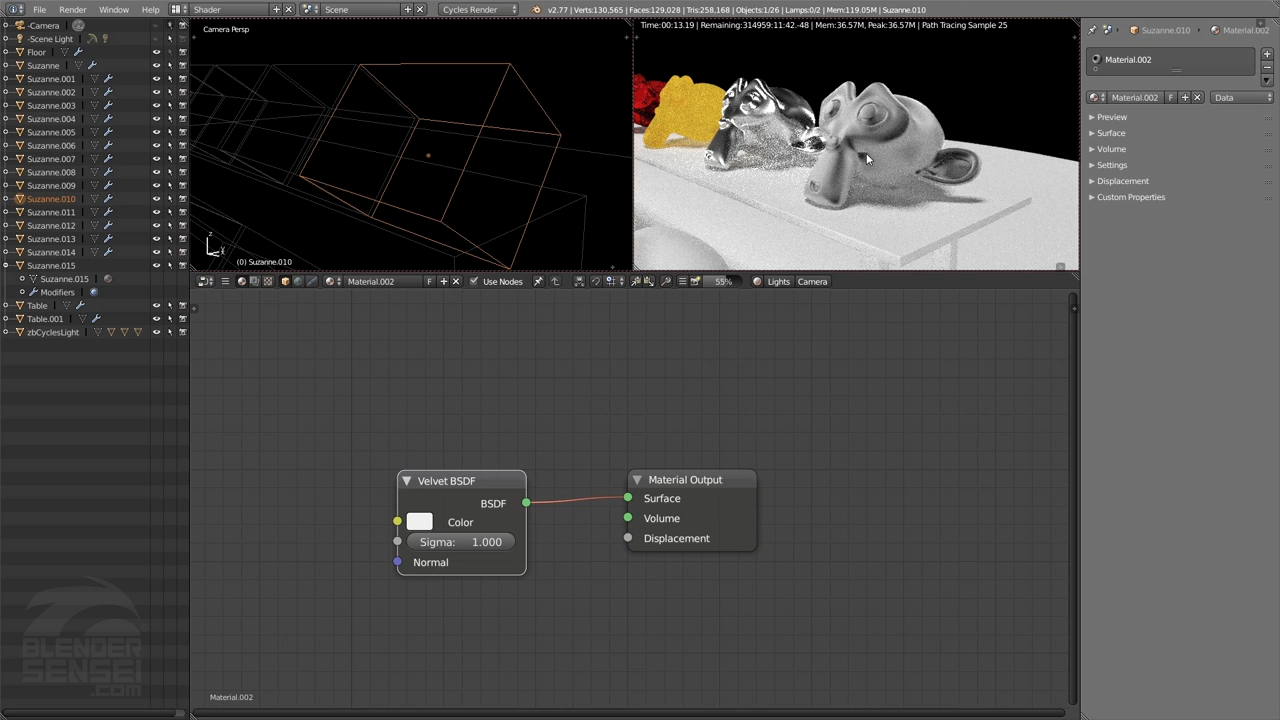 File Render Window Help Shader Scene Cycles Render v2.77 | Verts:130,565 | Faces:129,028 | Tris:258,168 | Objects:1/26 | Lamps:0/2 | Mem:119.05M | Suzanne.010
-Camera
-Scene Light
Floor
Suzanne
Suzanne.001
Suzanne.002
Suzanne.003
Suzanne.004
Suzanne.005
Suzanne.006
Suzanne.007
Suzanne.008
Suzanne.009
Suzanne.010
Suzanne.011
Suzanne.012
Suzanne.013
Suzanne.014
Suzanne.015
Suzanne.015
Modifiers
Table
Table.001
zbCyclesLight
Camera Persp
z
(0) Suzanne.010
Time:00:13.19 | Remaining:314959:11:42.-48 | Mem:36.57M, Peak:36.57M | Path Tracing Sample 25
Suzanne.010 Material.002
Material.002
Material.002 F Data
Preview
Surface
Volume
Settings
Displacement
Custom Properties
Material.002 F Use Nodes 55% Lights Camera
Velvet BSDF
BSDF
Color
Sigma: 1.000
Normal
Material Output
Surface
Volume
Displacement
Material.002
BLENDER
SENSEI
.COM